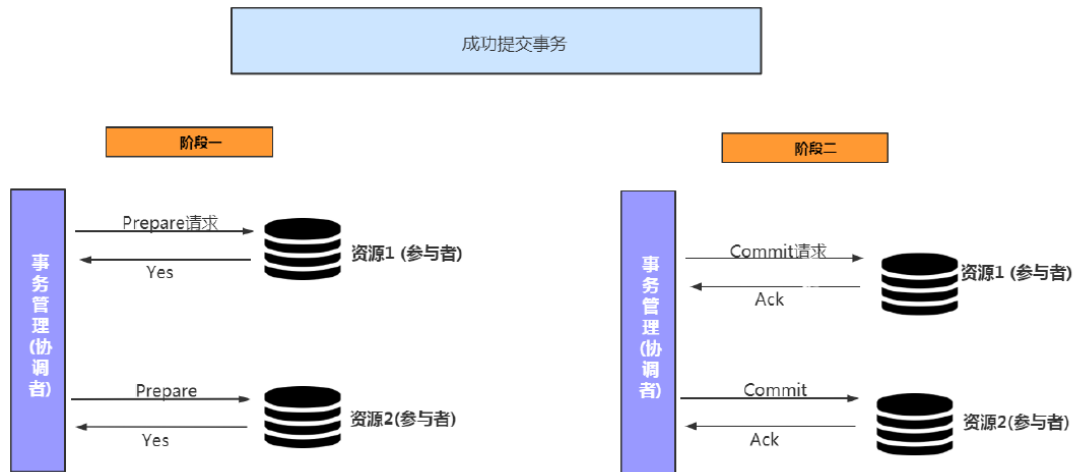 成功提交事务
阶段一
事务管理(协调者)
Prepare请求
Yes
资源1 (参与者)
Prepare
Yes
资源2(参与者)
阶段二
事务管理(协调者)
Commit请求
Ack
资源1 (参与者)
Commit
Ack
资源2(参与者)